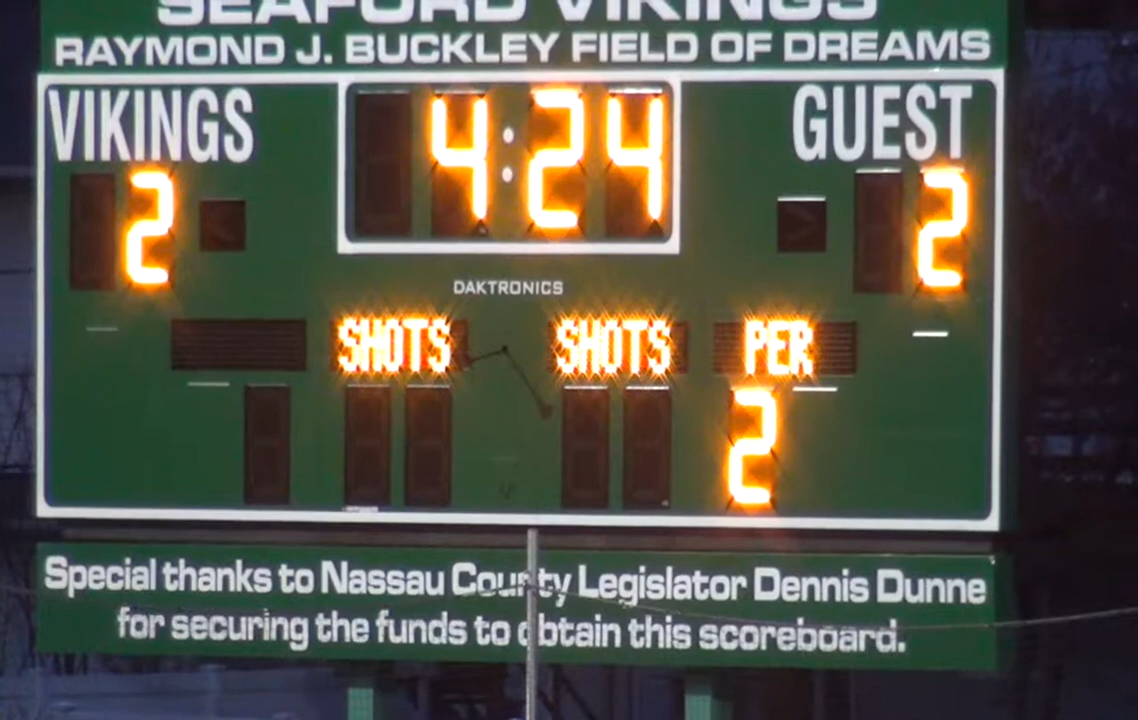 SEAFORD VIKINGS
RAYMOND J. BUCKLEY FIELD OF DREAMS
VIKINGS 4:24 GUEST
2 2
DAKTRONICS
SHOTS SHOTS PER
2
Special thanks to Nassau County Legislator Dennis Dunne
for securing the funds to obtain this scoreboard.